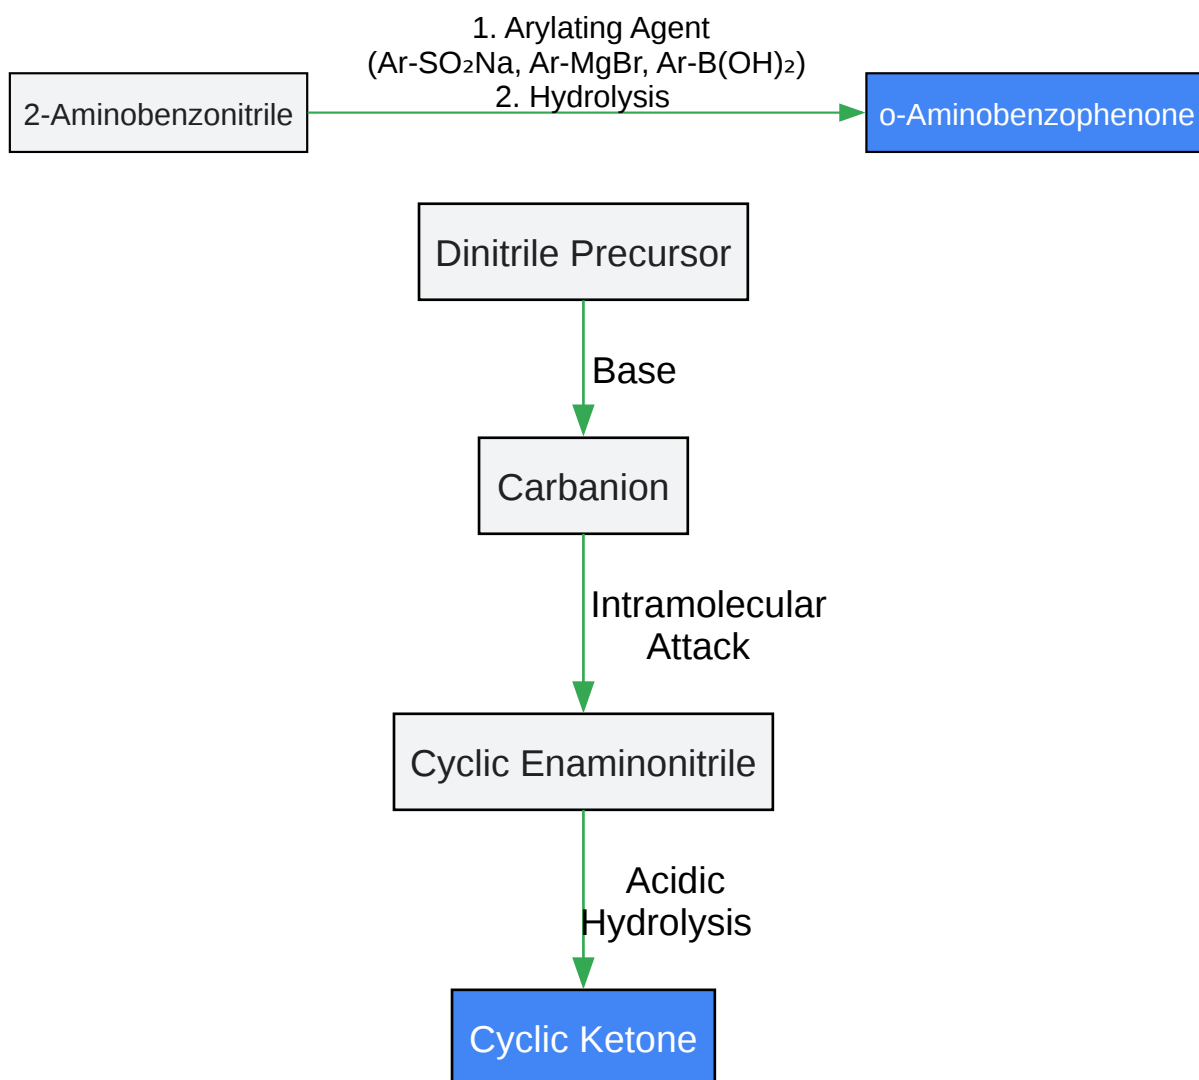 1. Arylating Agent
(Ar-SO₂Na, Ar-MgBr, Ar-B(OH)₂)
2. Hydrolysis
2-Aminobenzonitrile
o-Aminobenzophenone
Dinitrile Precursor
Base
Carbanion
Intramolecular
Attack
Cyclic Enaminonitrile
Acidic
Hydrolysis
Cyclic Ketone